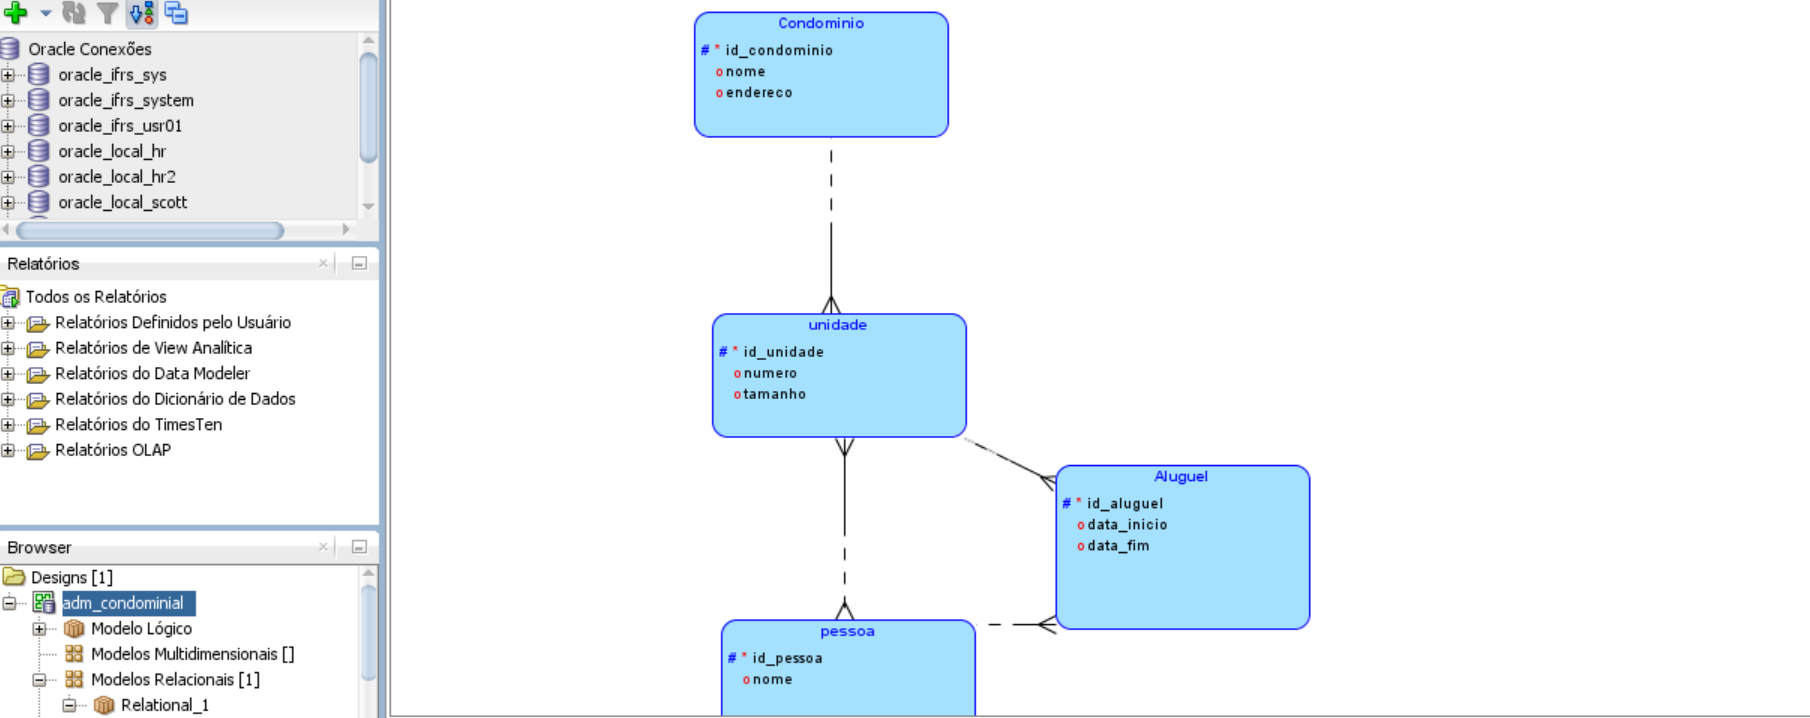 Oracle Conexões
oracle_ifrs_sys
oracle_ifrs_system
oracle_ifrs_usr01
oracle_local_hr
oracle_local_hr2
oracle_local_scott
Relatórios
Todos os Relatórios
Relatórios Definidos pelo Usuário
Relatórios de View Analítica
Relatórios do Data Modeler
Relatórios do Dicionário de Dados
Relatórios do TimesTen
Relatórios OLAP
Browser
Designs [1]
adm_condominial
Modelo Lógico
Modelos Multidimensionais []
Modelos Relacionais [1]
Relational_1
Condominio
# * id_condominio
o nome
o endereco
unidade
# * id_unidade
o numero
o tamanho
Aluguel
# * id_aluguel
o data_inicio
o data_fim
pessoa
# * id_pessoa
o nome